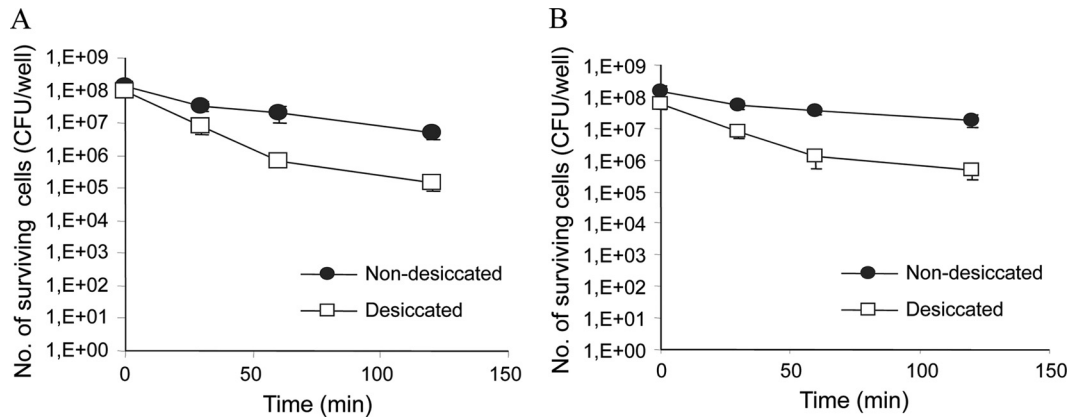 A
No. of surviving cells (CFU/well)
1,E+09
1,E+08
1,E+07
1,E+06
1,E+05
1,E+04
1,E+03
1,E+02
1,E+01
1,E+00
Non-desiccated
Desiccated
0
50
100
150
Time (min)
B
No. of surviving cells (CFU/well)
1,E+09
1,E+08
1,E+07
1,E+06
1,E+05
1,E+04
1,E+03
1,E+02
1,E+01
1,E+00
Non-desiccated
Desiccated
0
50
100
150
Time (min)